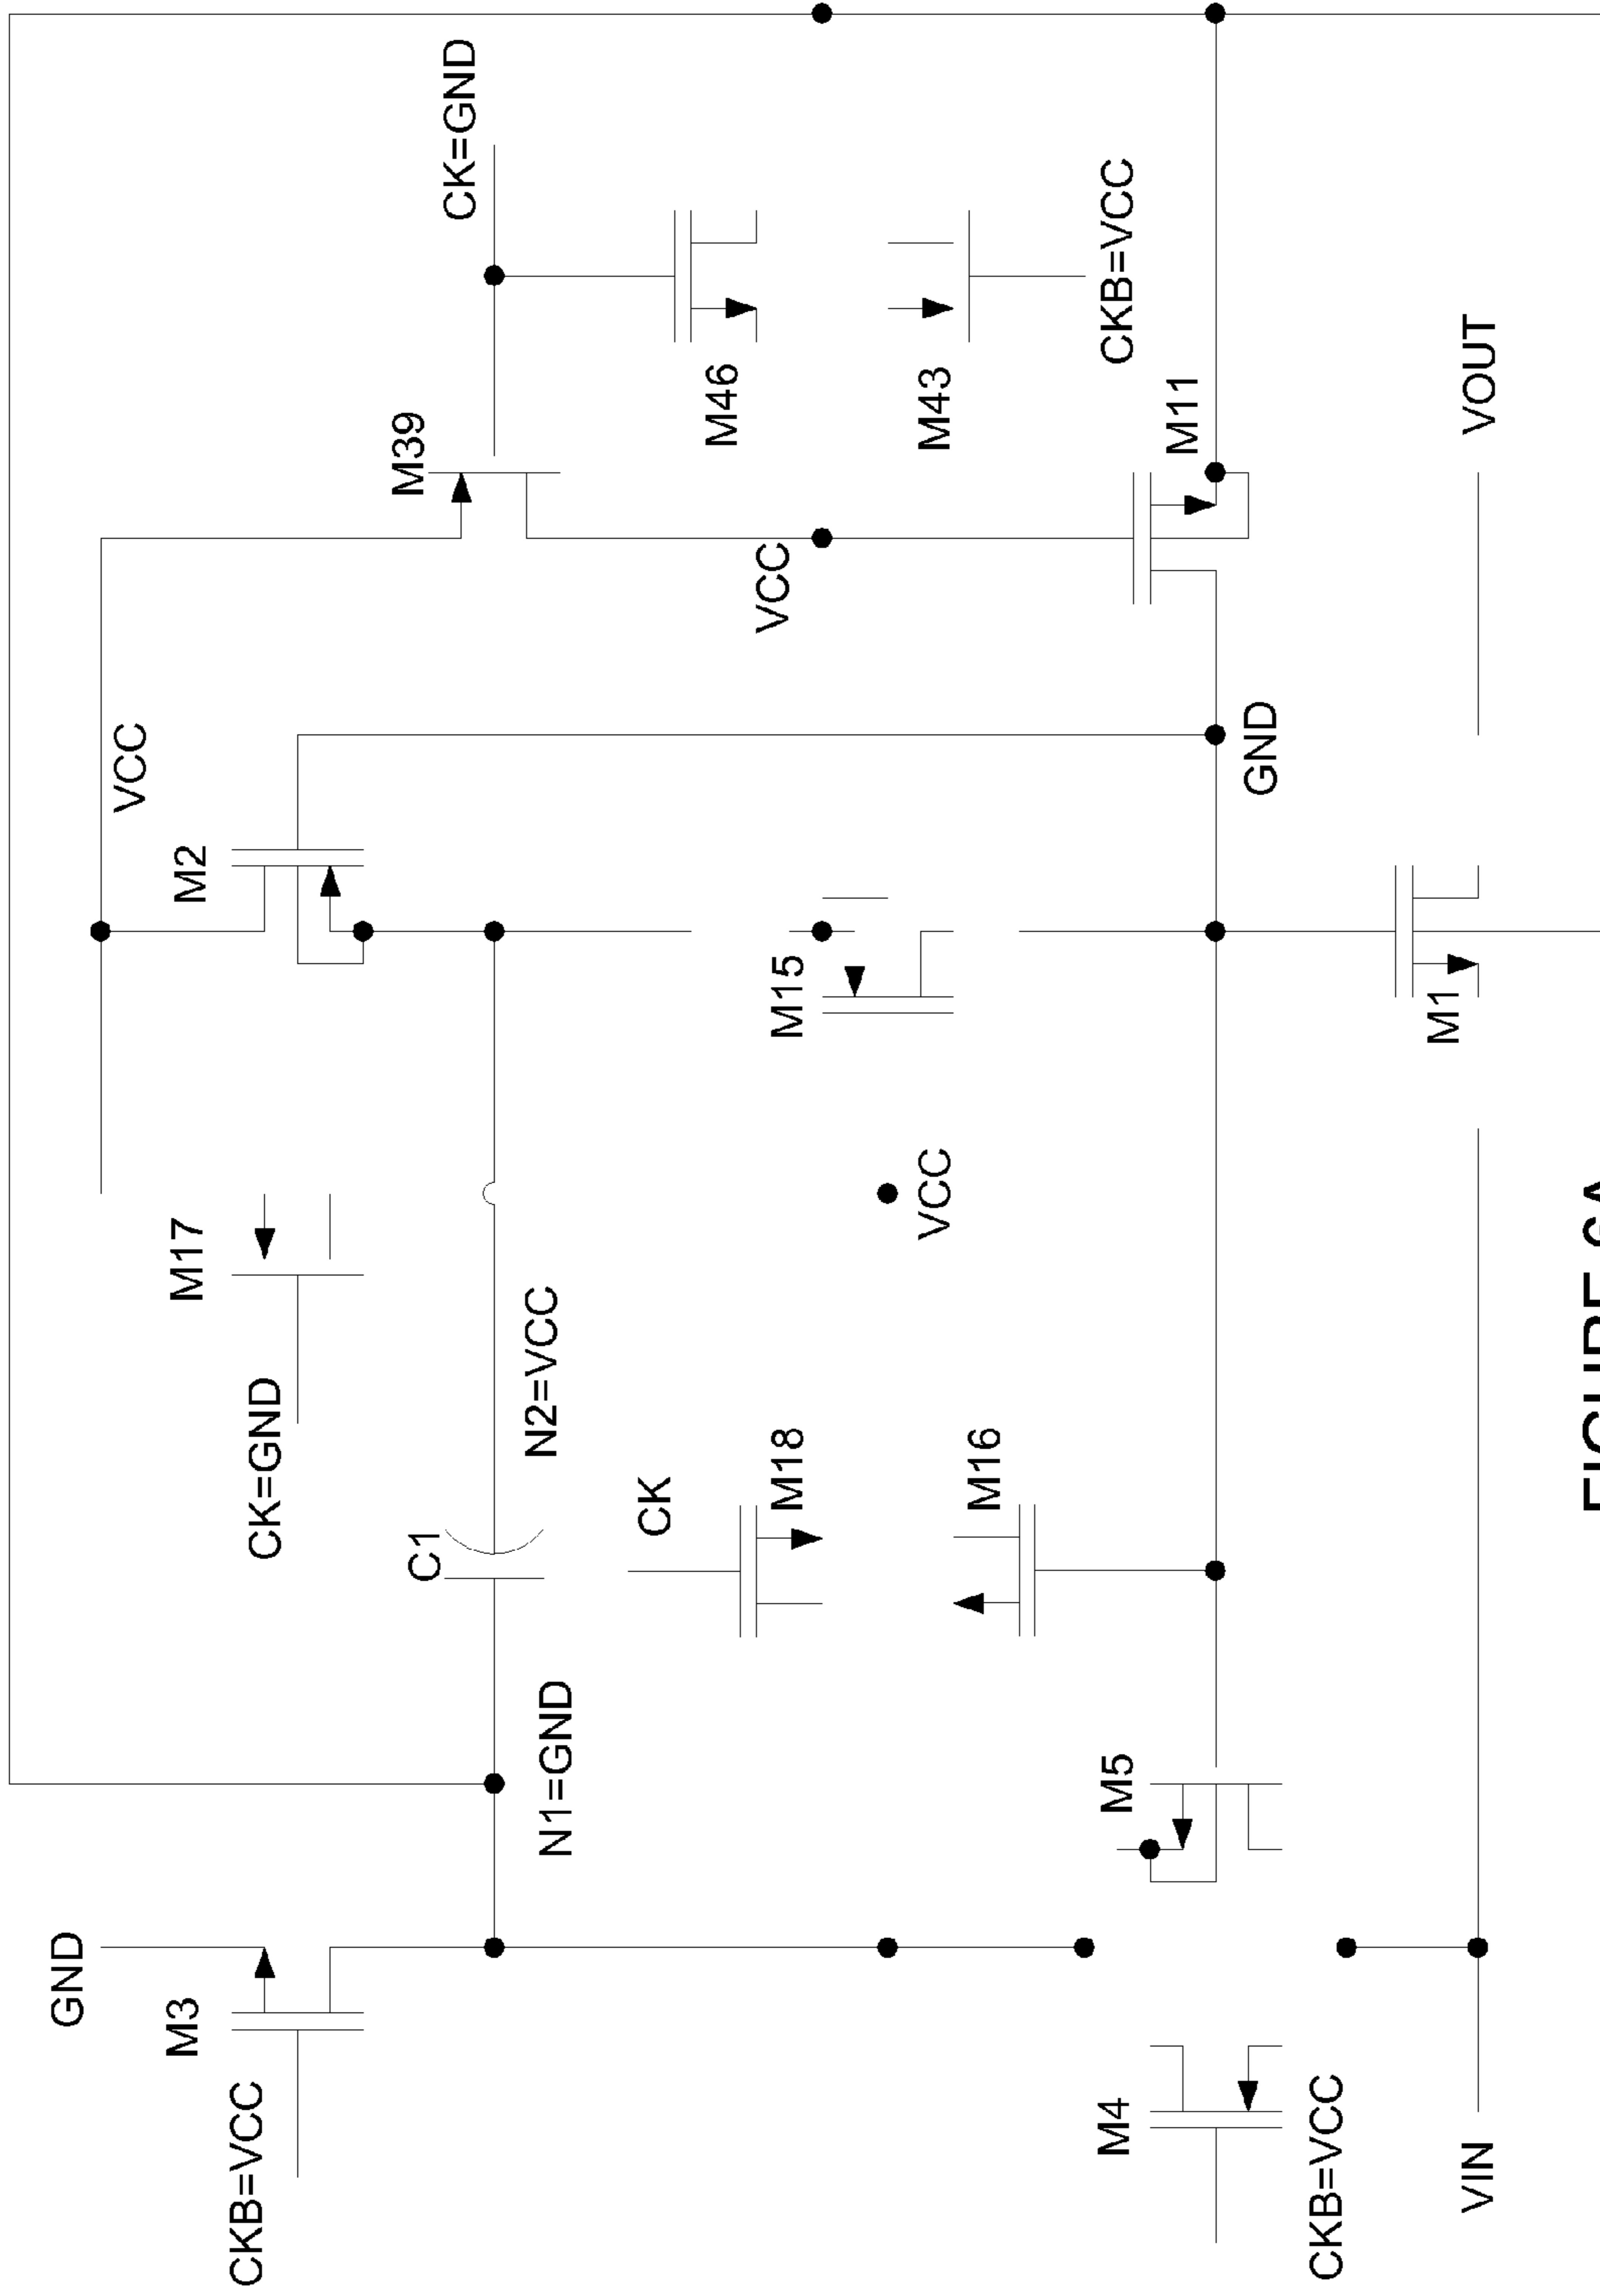 GND
M3
CKB=VCC
VCC
M2
M17
CK=GND
M39
CK=GND
C1
N2=VCC
N1=GND
CK
M18
M16
M15
VCC
VCC
M46
M43
CKB=VCC
M11
GND
M5
M4
CKB=VCC
M1
VIN
VOUT